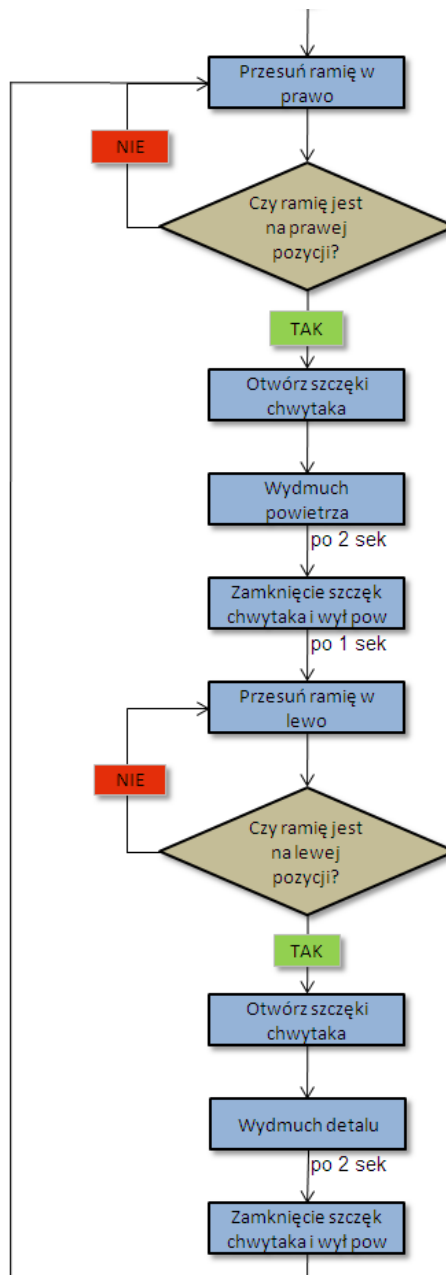 Przesuń ramię w
prawo
NIE
Czy ramię jest
na prawej
pozycji?
TAK
Otwórz szczęki
chwytaka
Wydmuch
powietrza
po 2 sek
Zamknięcie szczęk
chwytaka i wył pow
po 1 sek
Przesuń ramię w
lewo
NIE
Czy ramię jest
na lewej
pozycji?
TAK
Otwórz szczęki
chwytaka
Wydmuch detalu
po 2 sek
Zamknięcie szczęk
chwytaka i wył pow